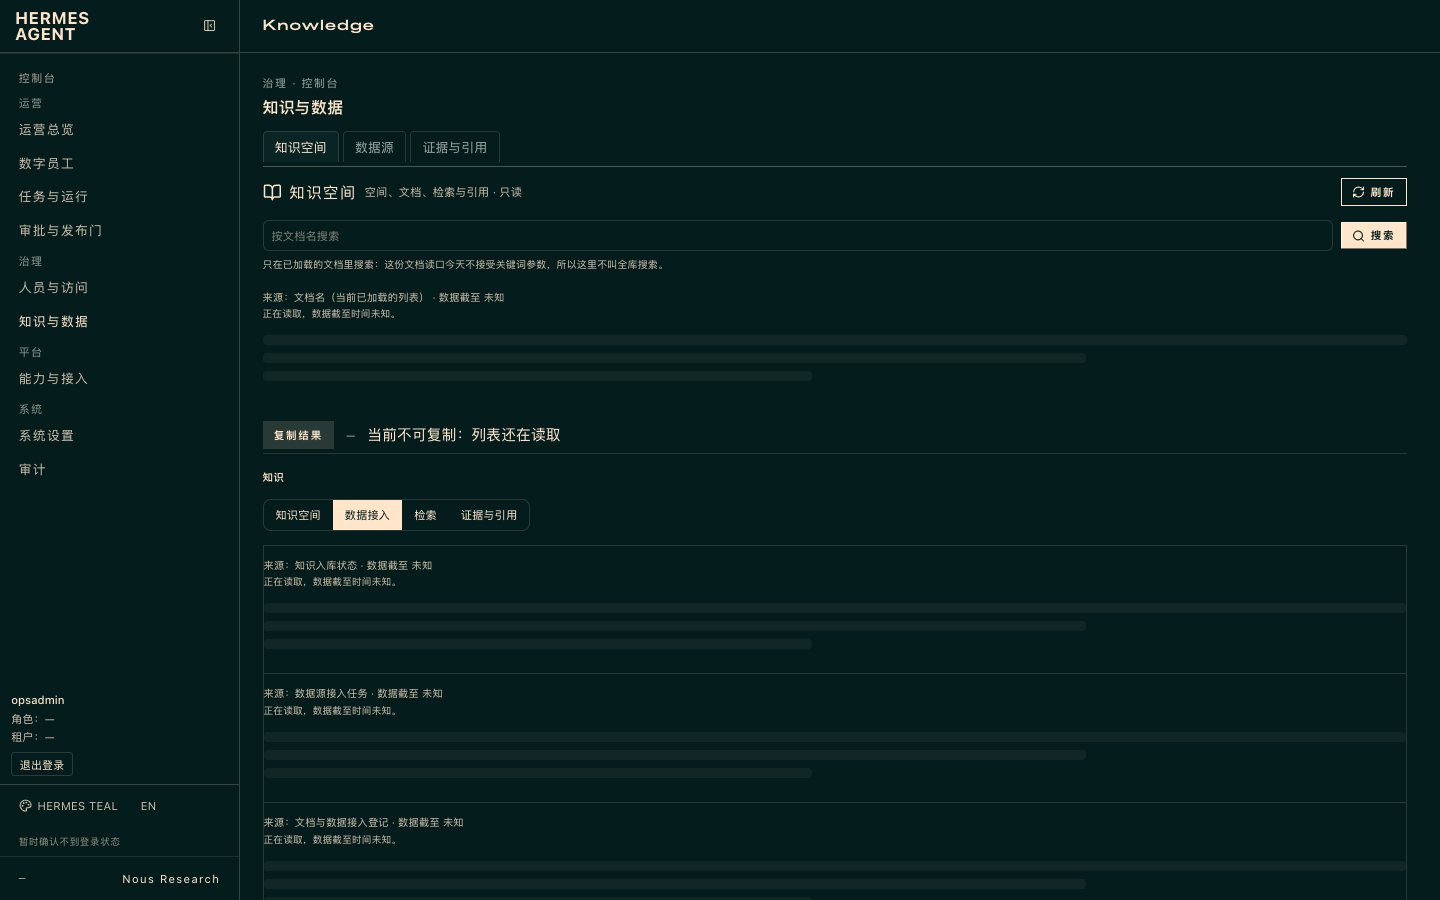 HERMES
AGENT
控制台
运营
运营总览
数字员工
任务与运行
审批与发布门
治理
人员与访问
知识与数据
平台
能力与接入
系统
系统设置
审计
opsadmin
角色：—
租户：—
退出登录
HERMES TEAL EN
暂时确认不到登录状态
— Nous Research
Knowledge
治理 · 控制台
知识与数据
知识空间 数据源 证据与引用
知识空间 空间、文档、检索与引用 · 只读 刷新
按文档名搜索 搜索
只在已加载的文档里搜索：这份文档读口今天不接受关键词参数，所以这里不叫全库搜索。
来源：文档名（当前已加载的列表） · 数据截至 未知
正在读取，数据截至时间未知。
复制结果 — 当前不可复制：列表还在读取
知识
知识空间 数据接入 检索 证据与引用
来源：知识入库状态 · 数据截至 未知
正在读取，数据截至时间未知。
来源：数据源接入任务 · 数据截至 未知
正在读取，数据截至时间未知。
来源：文档与数据接入登记 · 数据截至 未知
正在读取，数据截至时间未知。